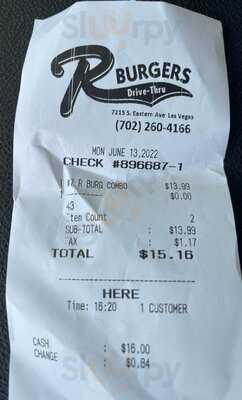 R BURGERS
Drive-Thru
7215 S. Eastern Ave Las Vegas
(702) 260-4166
MON JUNE 13,2022
CHECK #896687-1
R BURG COMBO $13.99
$0.00
43
Item Count 2
SUB-TOTAL : $13.99
TAX : $1.17
TOTAL $15.16
HERE
Time: 16:20 1 CUSTOMER
CASH : $16.00
CHANGE : $0.84